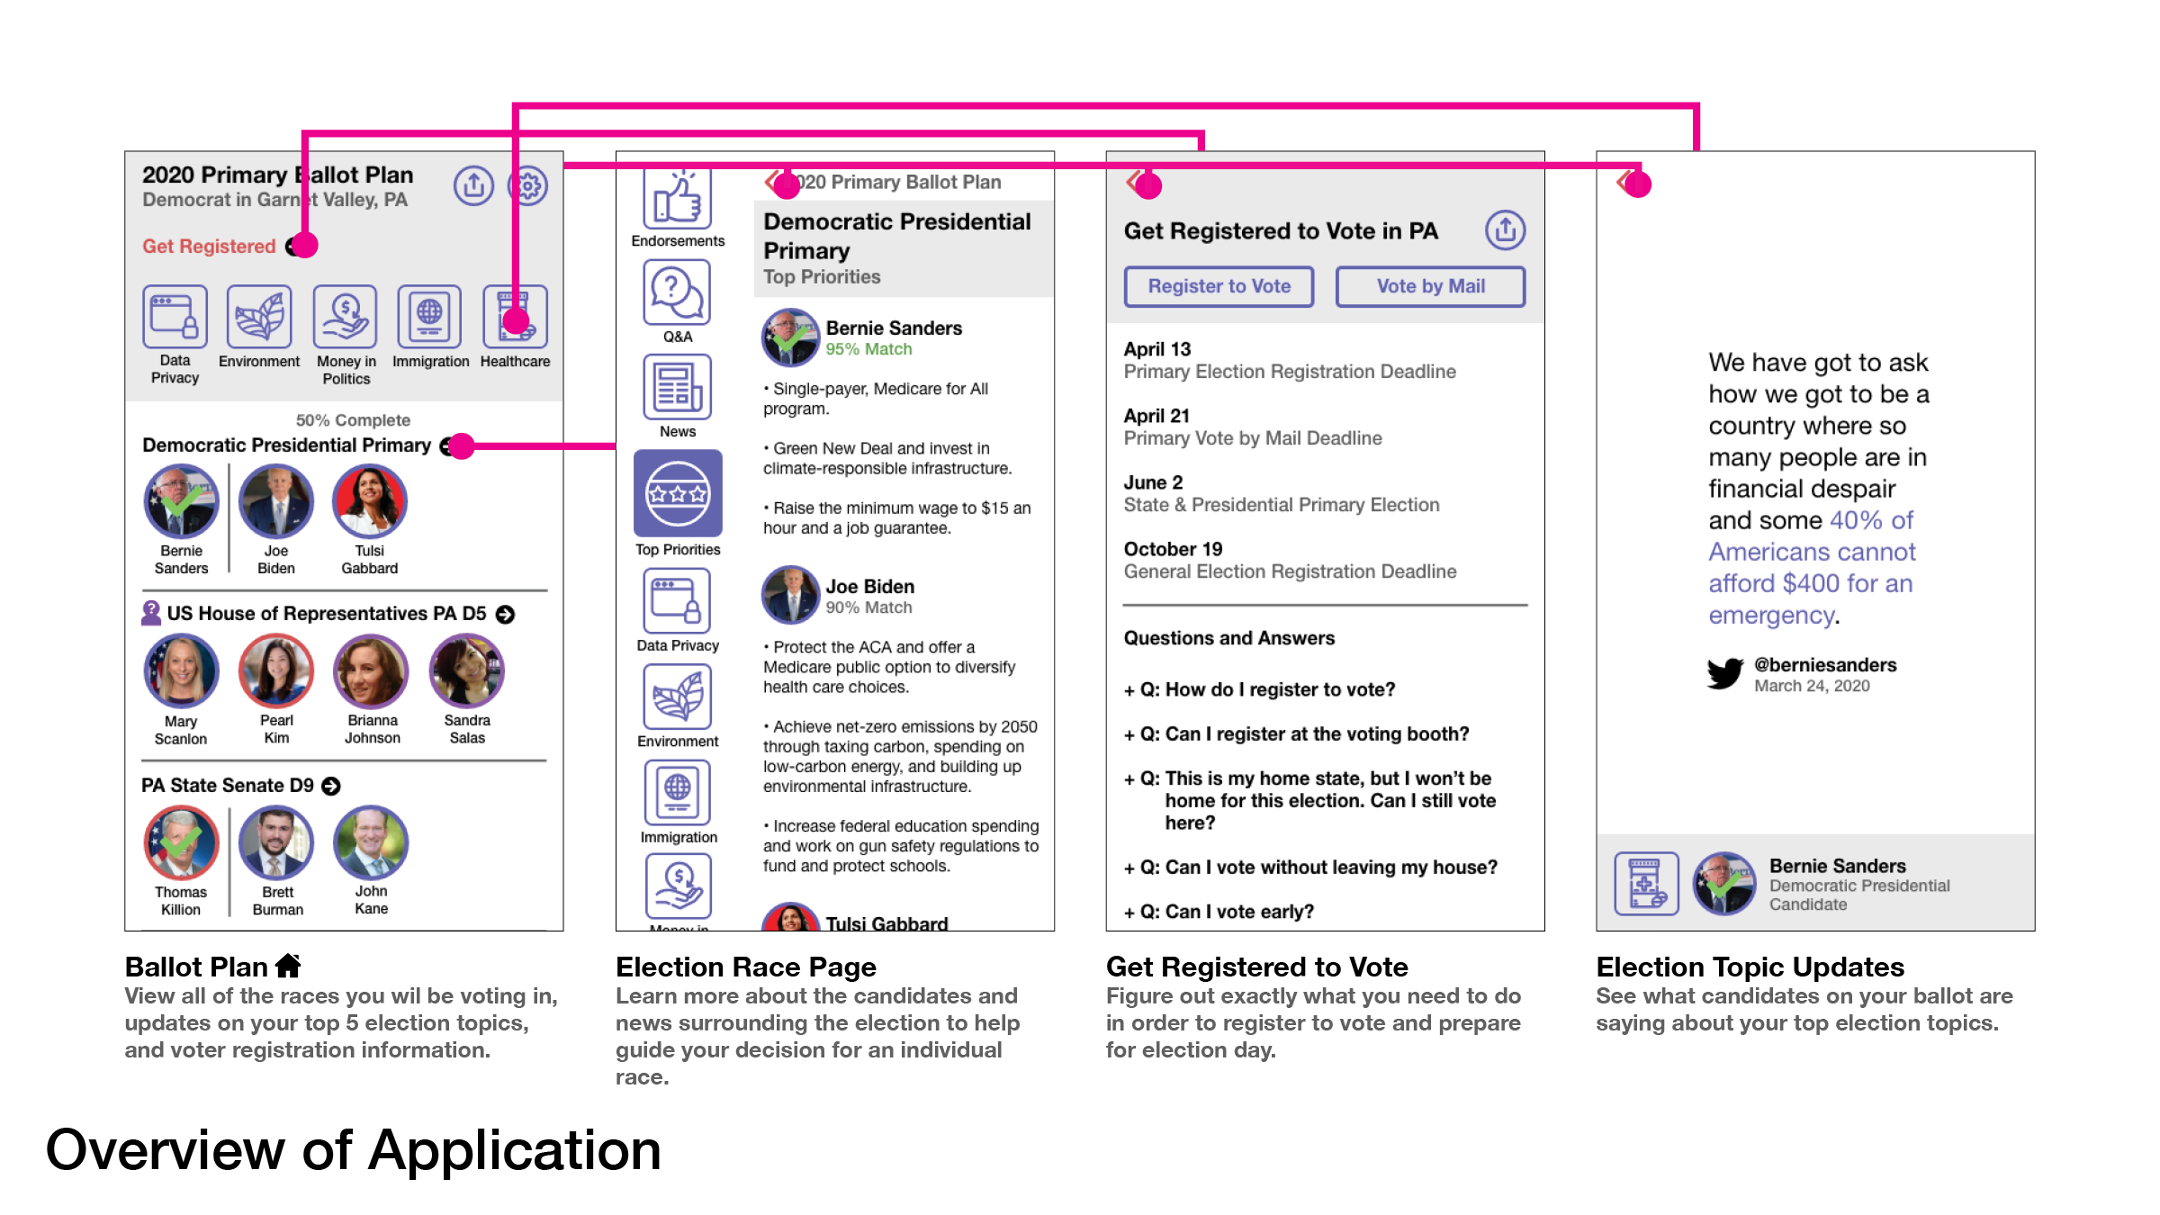 2020 Primary Ballot Plan
Democrat in Garnet Valley, PA
Get Registered
Data
Privacy
Environment
Money in
Politics
Immigration
Healthcare
50% Complete
Democratic Presidential Primary
Bernie
Sanders
Joe
Biden
Tulsi
Gabbard
US House of Representatives PA D5
Mary
Scanlon
Pearl
Kim
Brianna
Johnson
Sandra
Salas
PA State Senate D9
Thomas
Killion
Brett
Burman
John
Kane
Ballot Plan
View all of the races you wil be voting in,
updates on your top 5 election topics,
and voter registration information.
Endorsements
Q&A
News
Top Priorities
Data Privacy
Environment
Immigration
Money in
2020 Primary Ballot Plan
Democratic Presidential
Primary
Top Priorities
Bernie Sanders
95% Match
• Single-payer, Medicare for All
program.
• Green New Deal and invest in
climate-responsible infrastructure.
• Raise the minimum wage to $15 an
hour and a job guarantee.
Joe Biden
90% Match
• Protect the ACA and offer a
Medicare public option to diversify
health care choices.
• Achieve net-zero emissions by 2050
through taxing carbon, spending on
low-carbon energy, and building up
environmental infrastructure.
• Increase federal education spending
and work on gun safety regulations to
fund and protect schools.
Tulsi Gabbard
Election Race Page
Learn more about the candidates and
news surrounding the election to help
guide your decision for an individual
race.
Get Registered to Vote in PA
Register to Vote
Vote by Mail
April 13
Primary Election Registration Deadline
April 21
Primary Vote by Mail Deadline
June 2
State & Presidential Primary Election
October 19
General Election Registration Deadline
Questions and Answers
+ Q: How do I register to vote?
+ Q: Can I register at the voting booth?
+ Q: This is my home state, but I won't be
home for this election. Can I still vote
here?
+ Q: Can I vote without leaving my house?
+ Q: Can I vote early?
Get Registered to Vote
Figure out exactly what you need to do
in order to register to vote and prepare
for election day.
We have got to ask
how we got to be a
country where so
many people are in
financial despair
and some 40% of
Americans cannot
afford $400 for an
emergency.
@berniesanders
March 24, 2020
Bernie Sanders
Democratic Presidential
Candidate
Election Topic Updates
See what candidates on your ballot are
saying about your top election topics.
Overview of Application